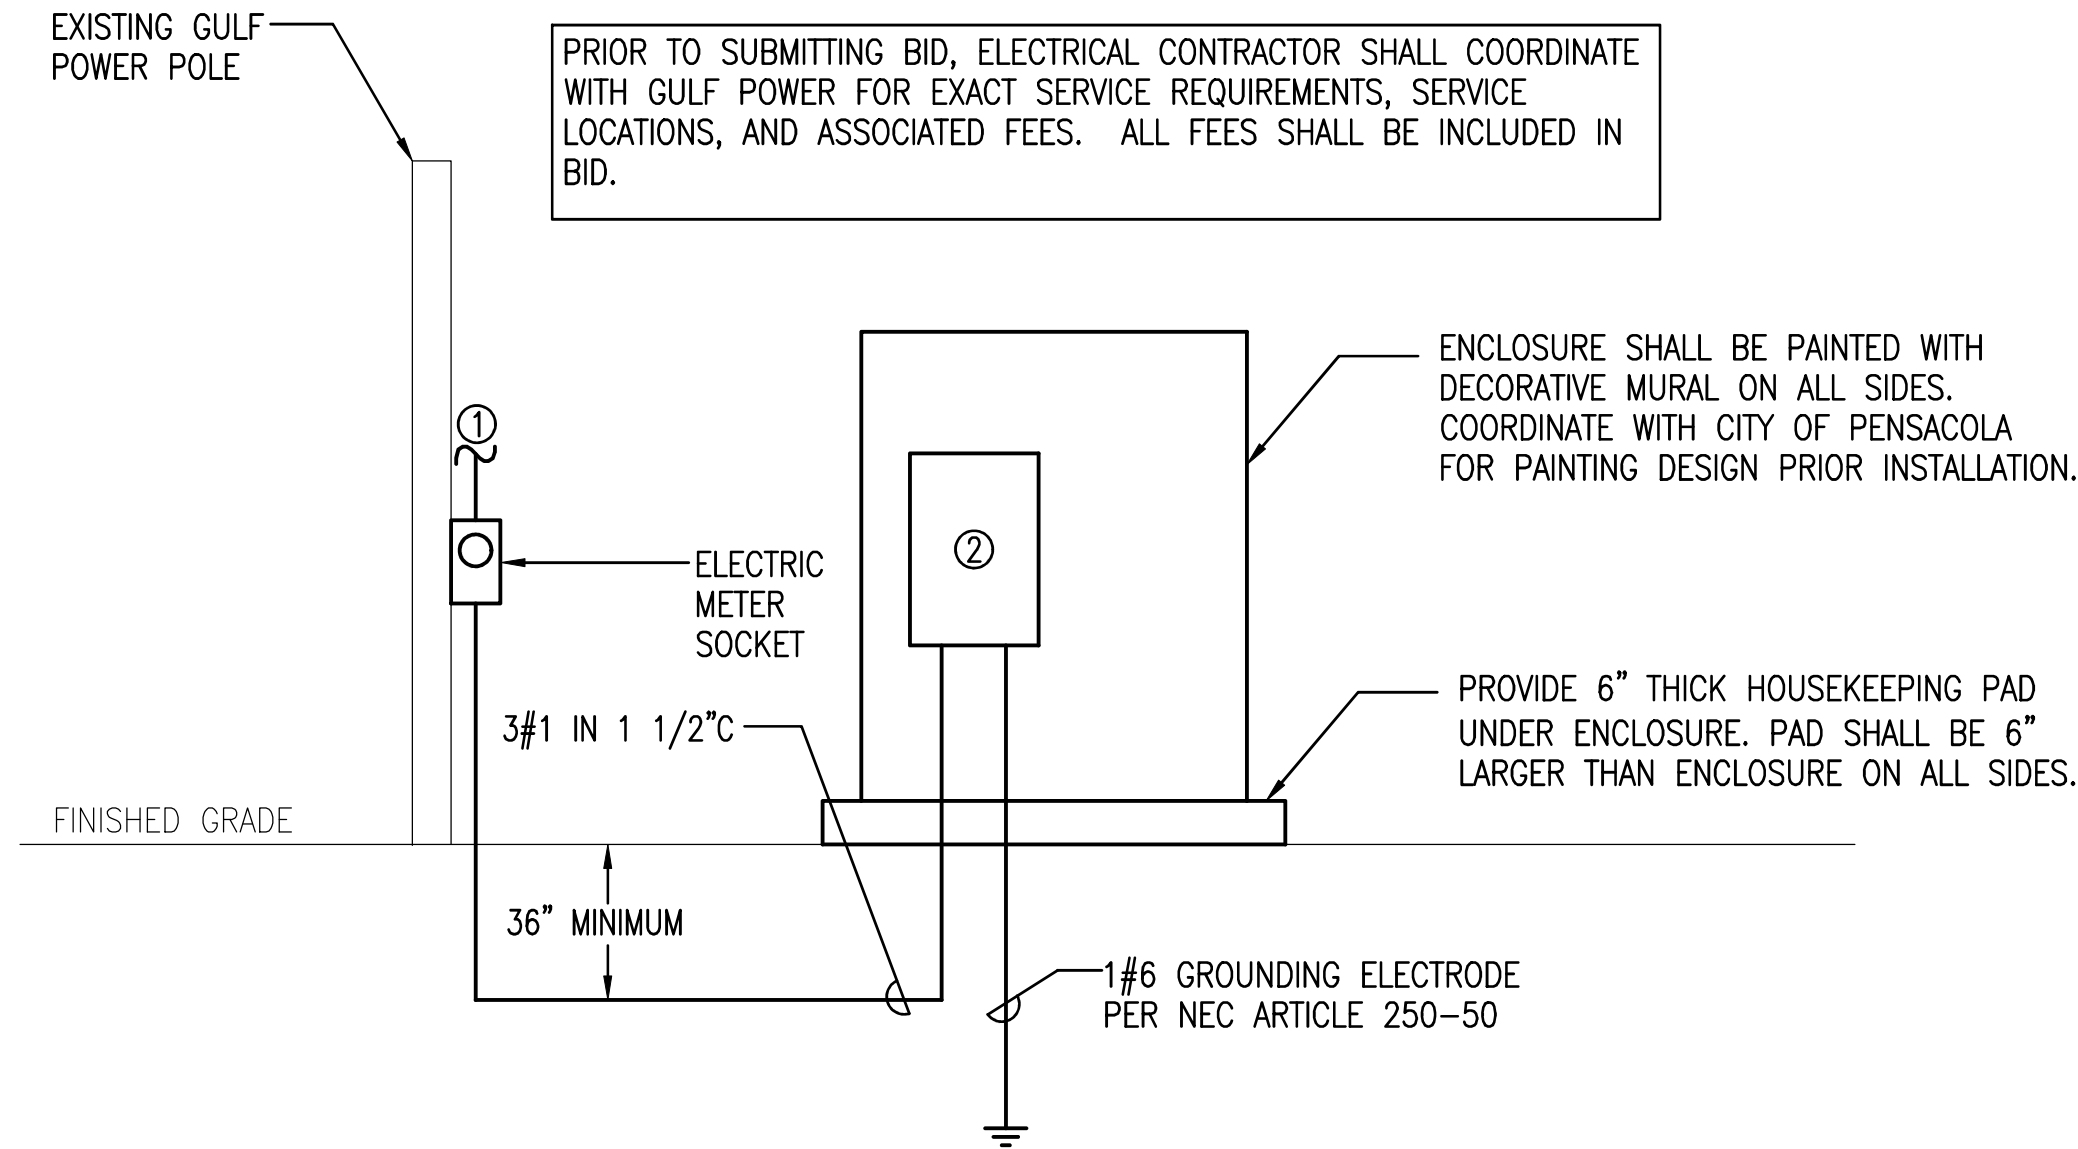 EXISTING GULF
POWER POLE
PRIOR TO SUBMITTING BID, ELECTRICAL CONTRACTOR SHALL COORDINATE
WITH GULF POWER FOR EXACT SERVICE REQUIREMENTS, SERVICE
LOCATIONS, AND ASSOCIATED FEES.  ALL FEES SHALL BE INCLUDED IN
BID.
ENCLOSURE SHALL BE PAINTED WITH
DECORATIVE MURAL ON ALL SIDES.
COORDINATE WITH CITY OF PENSACOLA
FOR PAINTING DESIGN PRIOR INSTALLATION.
1
2
ELECTRIC
METER
SOCKET
3#1 IN 1 1/2"C
PROVIDE 6" THICK HOUSEKEEPING PAD
UNDER ENCLOSURE. PAD SHALL BE 6"
LARGER THAN ENCLOSURE ON ALL SIDES.
FINISHED GRADE
36" MINIMUM
1#6 GROUNDING ELECTRODE
PER NEC ARTICLE 250-50